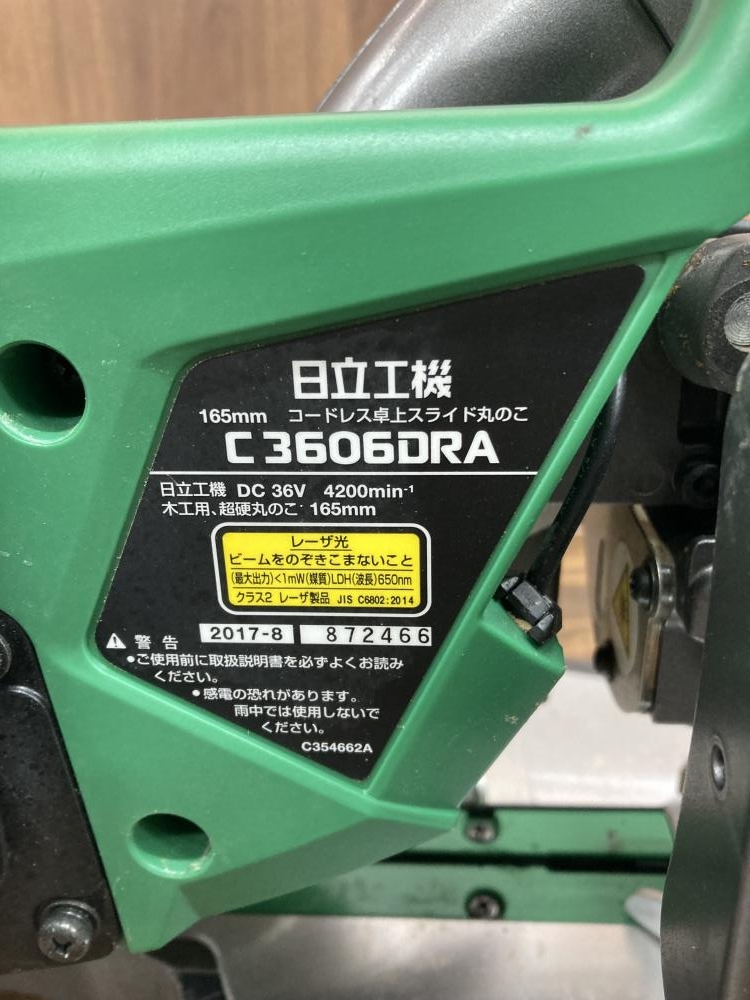 日立工機
165mm コードレス卓上スライド丸のこ
C3606DRA
日立工機 DC 36V 4200min⁻¹
木工用、超硬丸のこ 165mm
レーザ光
ビームをのぞきこまないこと
(最大出力)<1mW(媒質)LDH(波長)650nm
クラス2 レーザ製品 JIS C6802:2014
警告 2017-8 872466
•ご使用前に取扱説明書を必ずよくお読み
ください。
•感電の恐れがあります。
雨中では使用しないで
ください。
C354662A